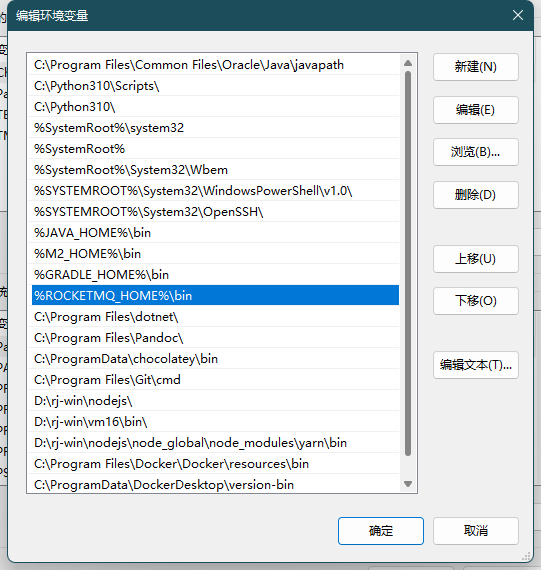 编辑环境变量
C:\Program Files\Common Files\Oracle\Java\javapath
C:\Python310\Scripts\
C:\Python310\
%SystemRoot%\system32
%SystemRoot%
%SystemRoot%\System32\Wbem
%SYSTEMROOT%\System32\WindowsPowerShell\v1.0\
%SYSTEMROOT%\System32\OpenSSH\
%JAVA_HOME%\bin
%M2_HOME%\bin
%GRADLE_HOME%\bin
%ROCKETMQ_HOME%\bin
C:\Program Files\dotnet\
C:\Program Files\Pandoc\
C:\ProgramData\chocolatey\bin
C:\Program Files\Git\cmd
D:\rj-win\nodejs\
D:\rj-win\vm16\bin\
D:\rj-win\nodejs\node_global\node_modules\yarn\bin
C:\Program Files\Docker\Docker\resources\bin
C:\ProgramData\DockerDesktop\version-bin
新建(N)
编辑(E)
浏览(B)...
删除(D)
上移(U)
下移(O)
编辑文本(T)...
确定
取消